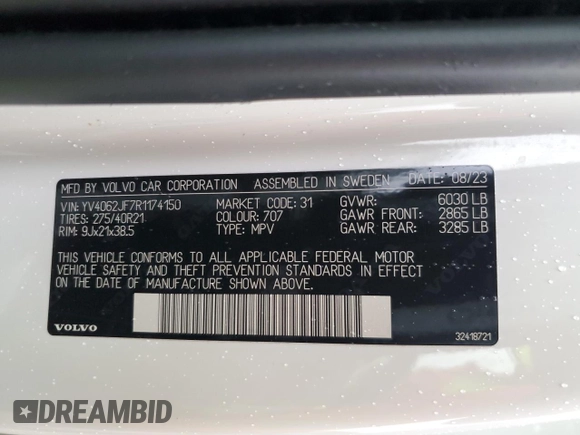 MFD BY VOLVO CAR CORPORATION ASSEMBLED IN SWEDEN DATE: 08/23
VIN: YV4062JF7R1174150 MARKET CODE: 31 GVWR: 6030 LB
TIRES: 275/40R21 COLOUR: 707 GAWR FRONT: 2865 LB
RIM: 9Jx21x38.5 TYPE: MPV GAWR REAR: 3285 LB
THIS VEHICLE CONFORMS TO ALL APPLICABLE FEDERAL MOTOR
VEHICLE SAFETY AND THEFT PREVENTION STANDARDS IN EFFECT
ON THE DATE OF MANUFACTURE SHOWN ABOVE.
VOLVO 32418721
DREAMBID